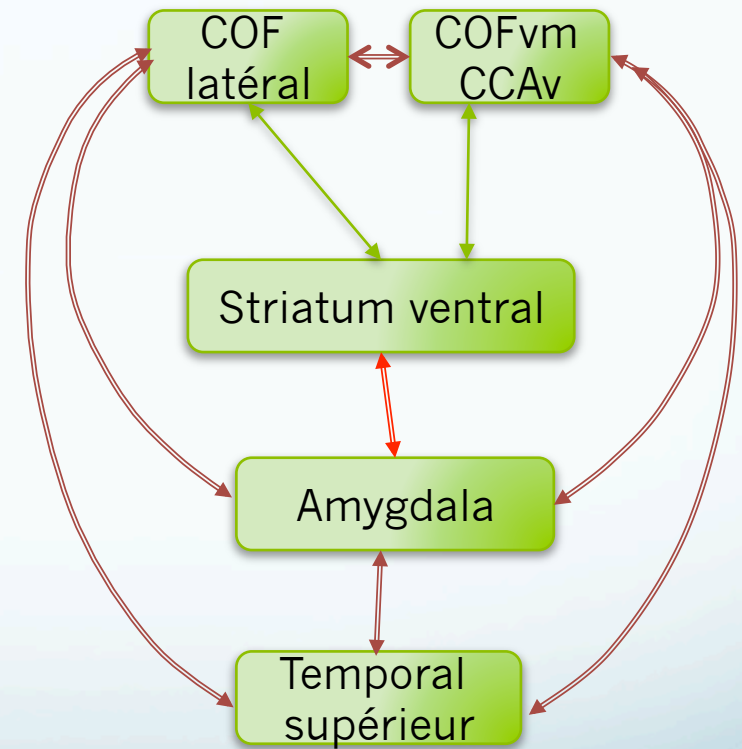 COF
latéral
COFvm
CCAv
Striatum ventral
Amygdala
Temporal
supérieur